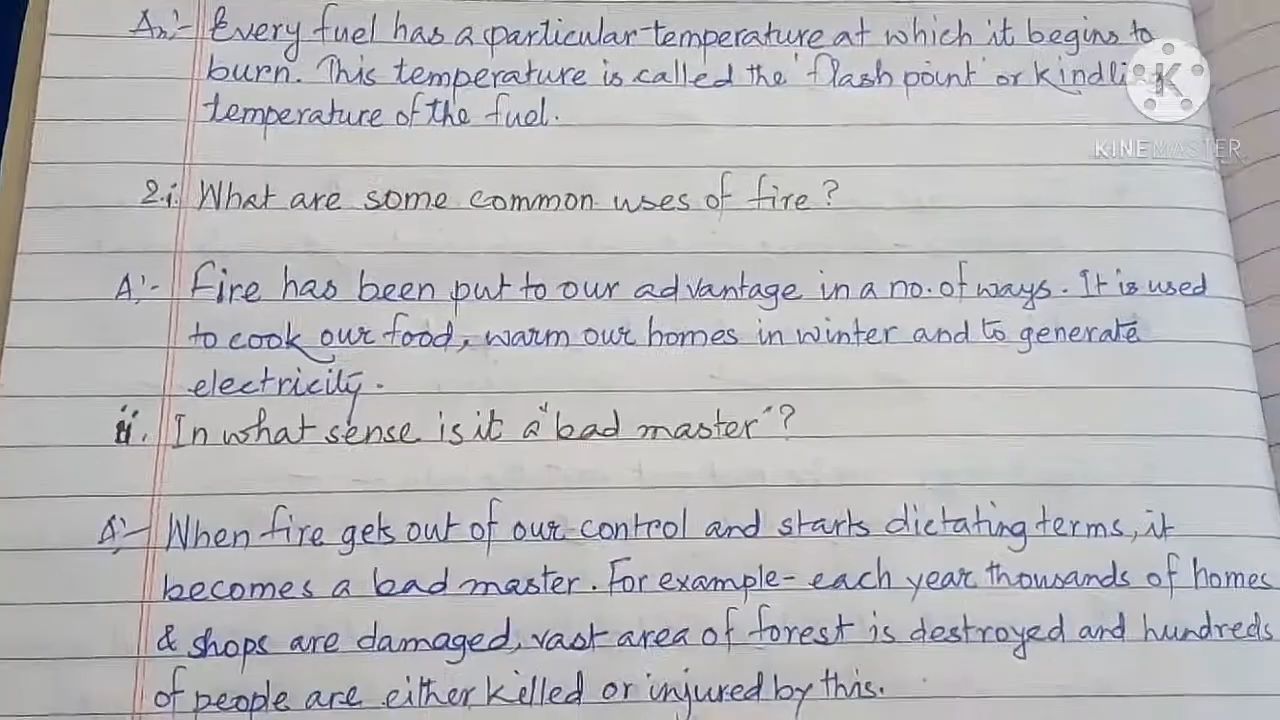 An:- Every fuel has a particular temperature at which it begins to
burn. This temperature is called the 'flash point' or kindling
temperature of the fuel.
2.i. What are some common uses of fire?
A:- Fire has been put to our advantage in a no. of ways. It is used
to cook our food, warm our homes in winter and to generate
electricity.
ii. In what sense is it a "bad master"?
A:- When fire gets out of our control and starts dictating terms, it
becomes a bad master. For example- each year thousands of homes
& shops are damaged, vast area of forest is destroyed and hundreds
of people are either killed or injured by this.
K
KINEMASTER